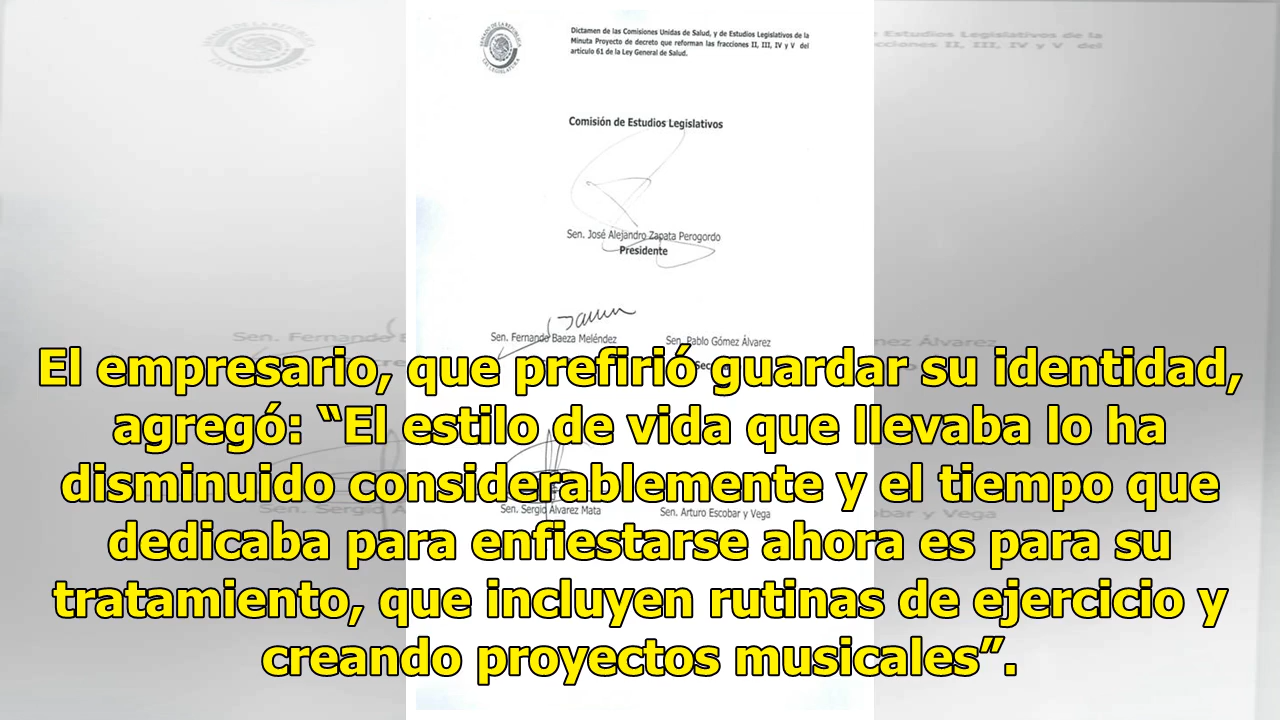 Dictamen de las Comisiones Unidas de Salud, y de Estudios Legislativos de la
Minuta Proyecto de decreto que reforman las fracciones II, III, IV y V del
artículo 61 de la Ley General de Salud.
Comisión de Estudios Legislativos
Sen. José Alejandro Zapata Perogordo
Presidente
Sen. Fernando Baeza Meléndez
Sen. Pablo Gómez Álvarez
El empresario, que prefirió guardar su identidad,
agregó: “El estilo de vida que llevaba lo ha
disminuido considerablemente y el tiempo que
Sen. Sergio Álvarez Mata
Sen. Arturo Escobar y Vega
dedicaba para enfiestarse ahora es para su
tratamiento, que incluyen rutinas de ejercicio y
creando proyectos musicales”.